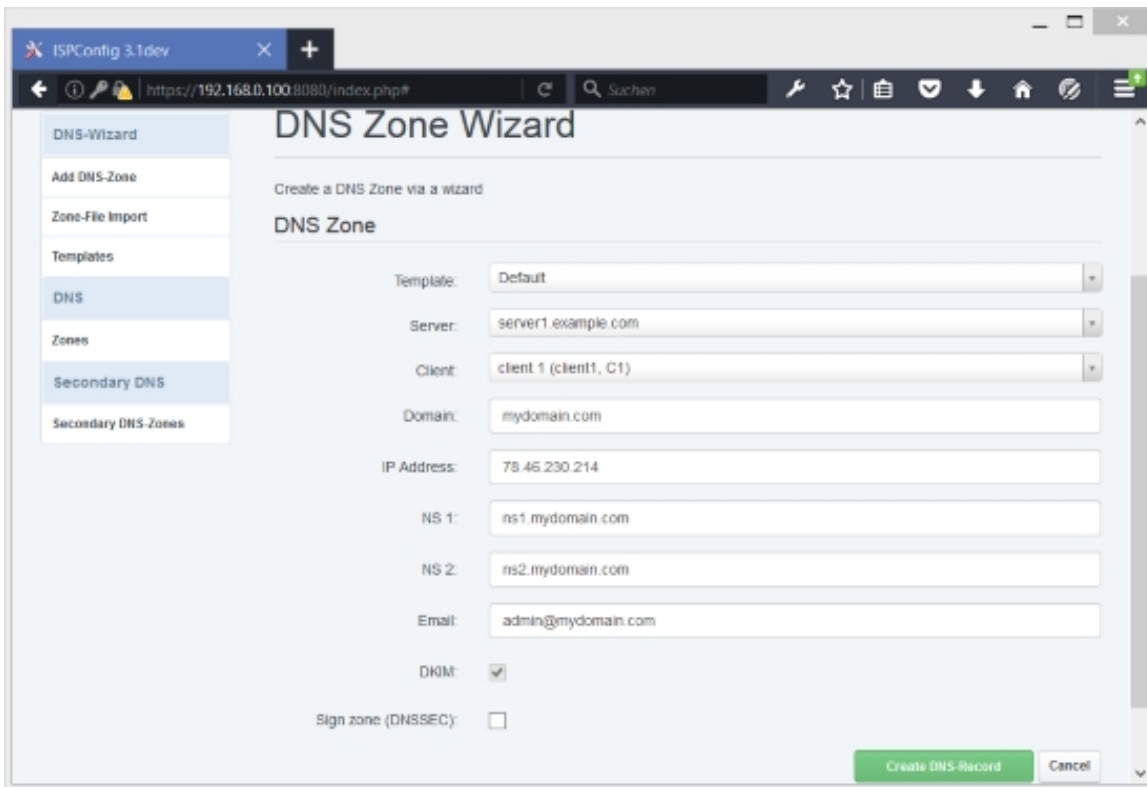 ISPConfig 3.1dev
https://192.168.0.100:8080/index.php#
Suchen
DNS-Wizard
Add DNS-Zone
Zone-File Import
Templates
DNS
Zones
Secondary DNS
Secondary DNS-Zones
DNS Zone Wizard
Create a DNS Zone via a wizard
DNS Zone
Template: Default
Server: server1.example.com
Client: client 1 (client1, C1)
Domain: mydomain.com
IP Address: 78.46.230.214
NS 1: ns1.mydomain.com
NS 2: ns2.mydomain.com
Email: admin@mydomain.com
DKIM:
Sign zone (DNSSEC):
Create DNS-Record Cancel